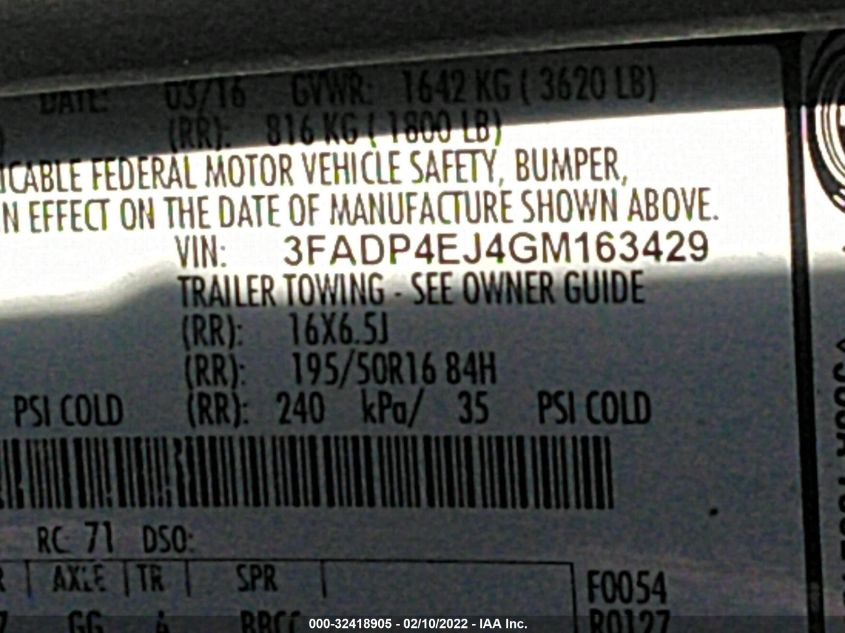 DATE: 03/16 GVWR: 1642 KG ( 3620 LB)
(RR): 816 KG ( 1800 LB)
ICABLE FEDERAL MOTOR VEHICLE SAFETY, BUMPER,
N EFFECT ON THE DATE OF MANUFACTURE SHOWN ABOVE.
VIN: 3FADP4EJ4GM163429
TRAILER TOWING - SEE OWNER GUIDE
(RR): 16X6.5J
(RR): 195/50R16 84H
PSI COLD (RR): 240 kPa/ 35 PSI COLD
RC 71 DSO:
R AXLE TR SPR F0054
GG 4 BBCC R0127
000-32418905 - 02/10/2022 - IAA Inc.